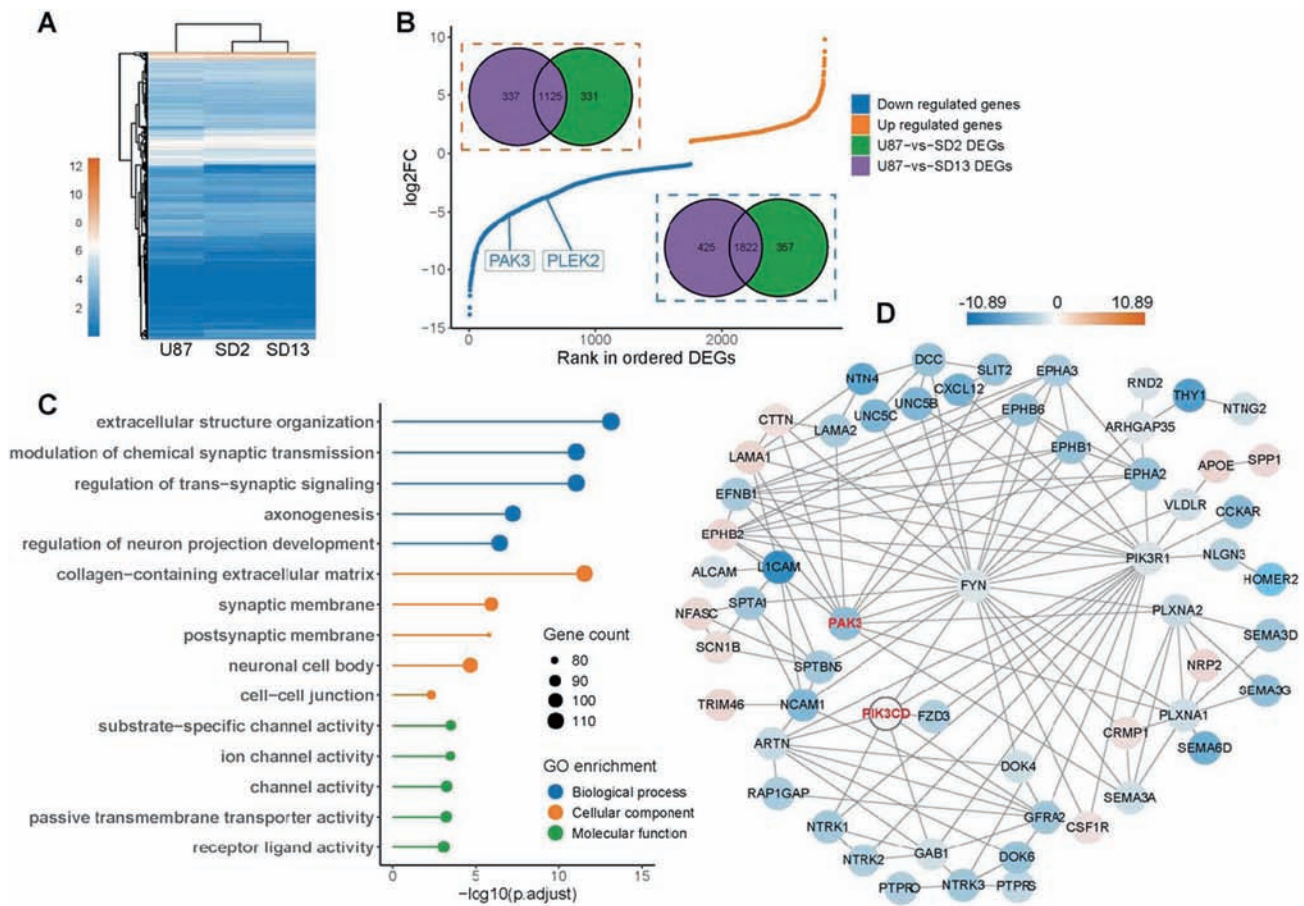 A
12
10
8
6
4
2
U87 SD2 SD13
B
log2FC
10
5
0
−5
−10
−15
337 1125 331
425 1822 357
PAK3 PLEK2
0 1000 2000
Rank in ordered DEGs
Down regulated genes
Up regulated genes
U87-vs-SD2 DEGs
U87-vs-SD13 DEGs
C
extracellular structure organization
modulation of chemical synaptic transmission
regulation of trans−synaptic signaling
axonogenesis
regulation of neuron projection development
collagen−containing extracellular matrix
synaptic membrane
postsynaptic membrane
neuronal cell body
cell−cell junction
substrate−specific channel activity
ion channel activity
channel activity
passive transmembrane transporter activity
receptor ligand activity
0 5 10 15
−log10(p.adjust)
Gene count
80
90
100
110
GO enrichment
Biological process
Cellular component
Molecular function
D
-10.89 0 10.89
DCC
SLIT2
EPHA3
NTN4
CXCL12
RND2
THY1
UNC5B
NTNG2
UNC5C
EPHB6
CTTN
LAMA2
ARHGAP35
EPHB1
LAMA1
APOE
SPP1
EPHA2
EFNB1
VLDLR
CCKAR
EPHB2
PIK3R1
NLGN3
ALCAM
L1CAM
FYN
HOMER2
NFASC
SPTA1
PLXNA2
PAK3
SEMA3D
SCN1B
SPTBN5
NRP2
SEMA3G
TRIM46
NCAM1
PIK3CD
FZD3
PLXNA1
CRMP1
SEMA6D
ARTN
DOK4
RAP1GAP
SEMA3A
GFRA2
CSF1R
NTRK1
NTRK2
GAB1
DOK6
PTPRO
NTRK3
PTPRS